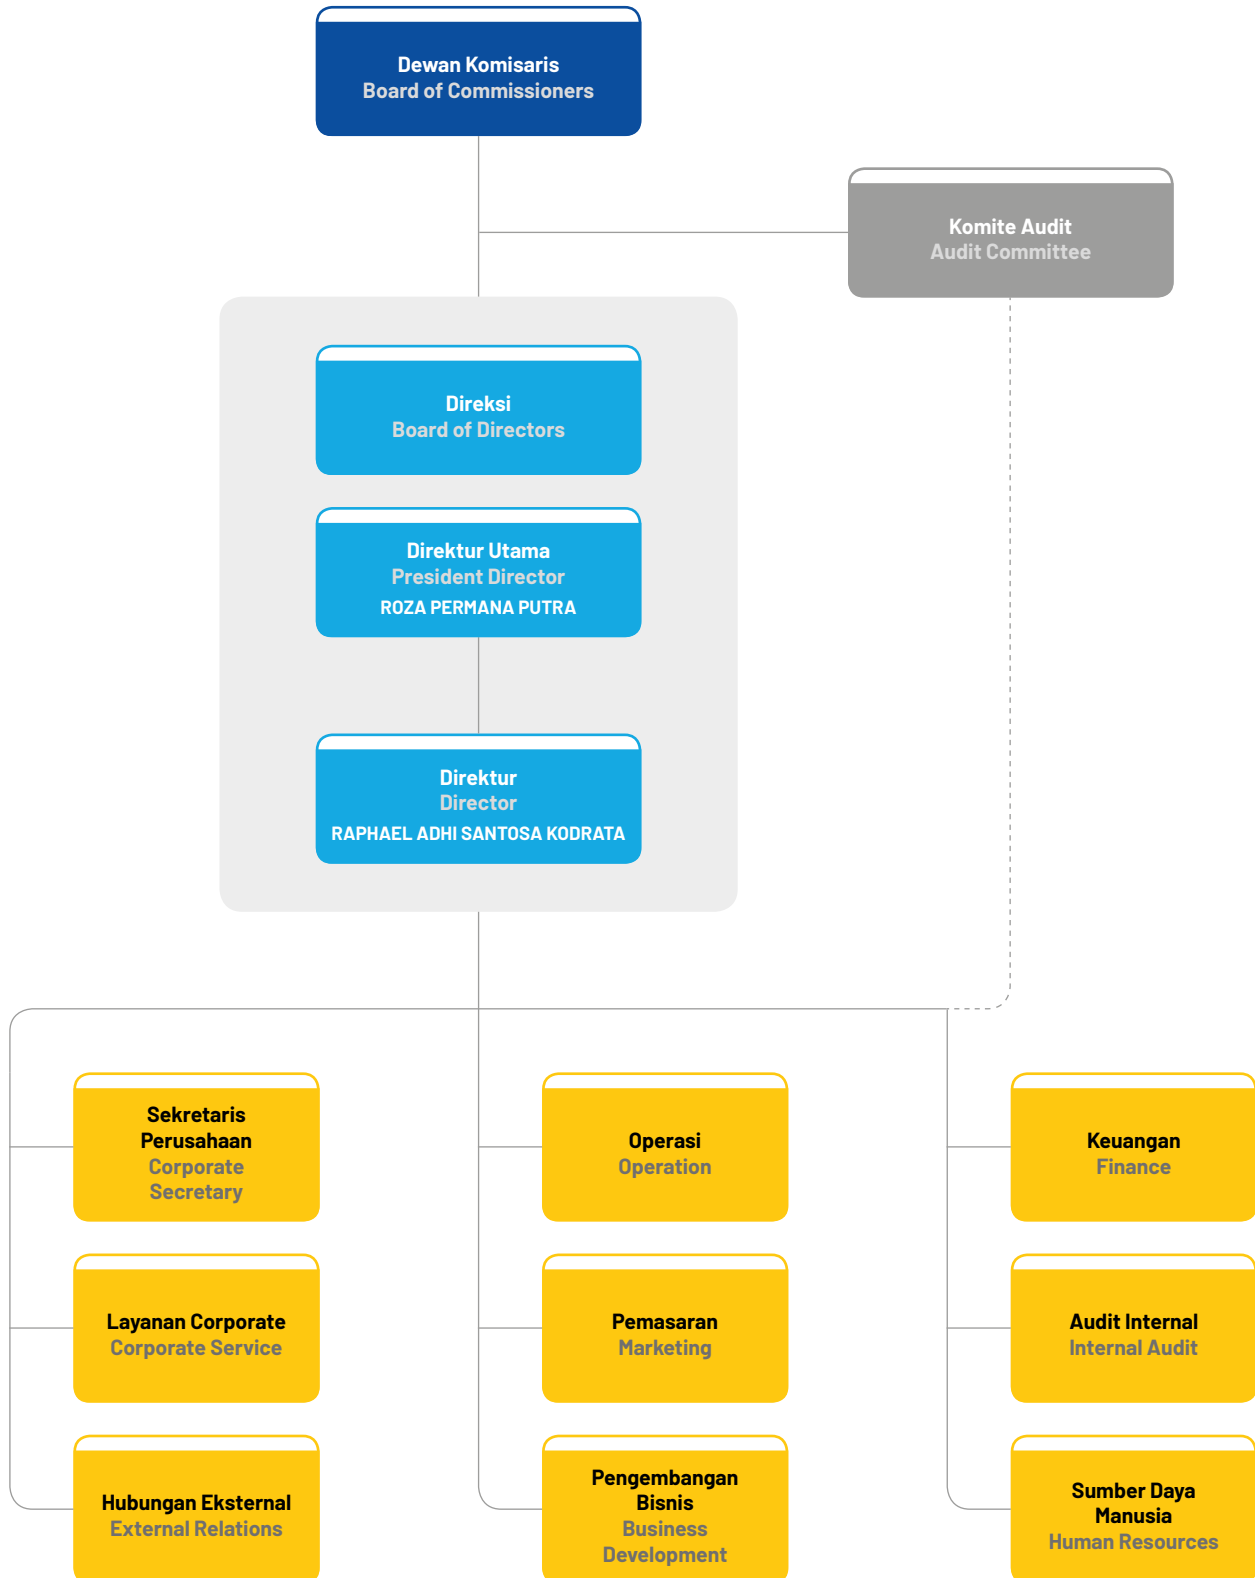 Dewan Komisaris
Board of Commissioners
Komite Audit
Audit Committee
Direksi
Board of Directors
Direktur Utama
President Director
ROZA PERMANA PUTRA
Direktur
Director
RAPHAEL ADHI SANTOSA KODRATA
Sekretaris
Perusahaan
Corporate
Secretary
Operasi
Operation
Keuangan
Finance
Layanan Corporate
Corporate Service
Pemasaran
Marketing
Audit Internal
Internal Audit
Hubungan Eksternal
External Relations
Pengembangan
Bisnis
Business
Development
Sumber Daya
Manusia
Human Resources